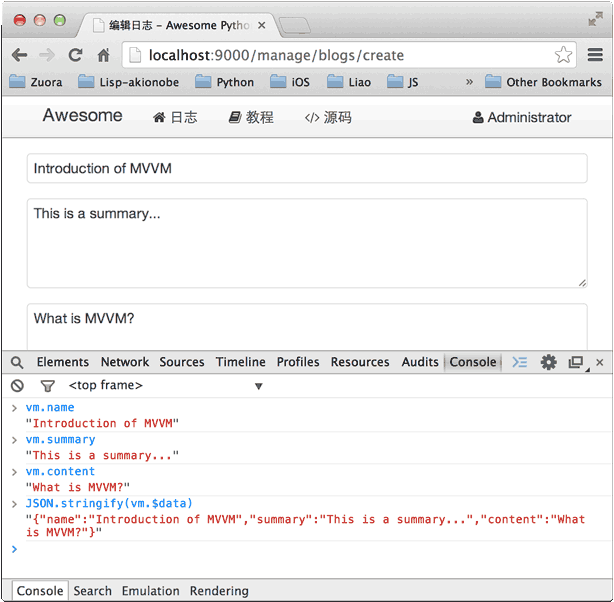 编辑日志 - Awesome Pytho
localhost:9000/manage/blogs/create
Zuora Lisp-akionobe Python iOS Liao JS » Other Bookmarks
Awesome 日志 教程 </> 源码 Administrator
Introduction of MVVM
This is a summary...
What is MVVM?
Elements Network Sources Timeline Profiles Resources Audits Console
<top frame>
> vm.name
"Introduction of MVVM"
> vm.summary
"This is a summary..."
> vm.content
"What is MVVM?"
> JSON.stringify(vm.$data)
"{"name":"Introduction of MVVM","summary":"This is a summary...","content":"What
is MVVM?"}"
>
Console Search Emulation Rendering